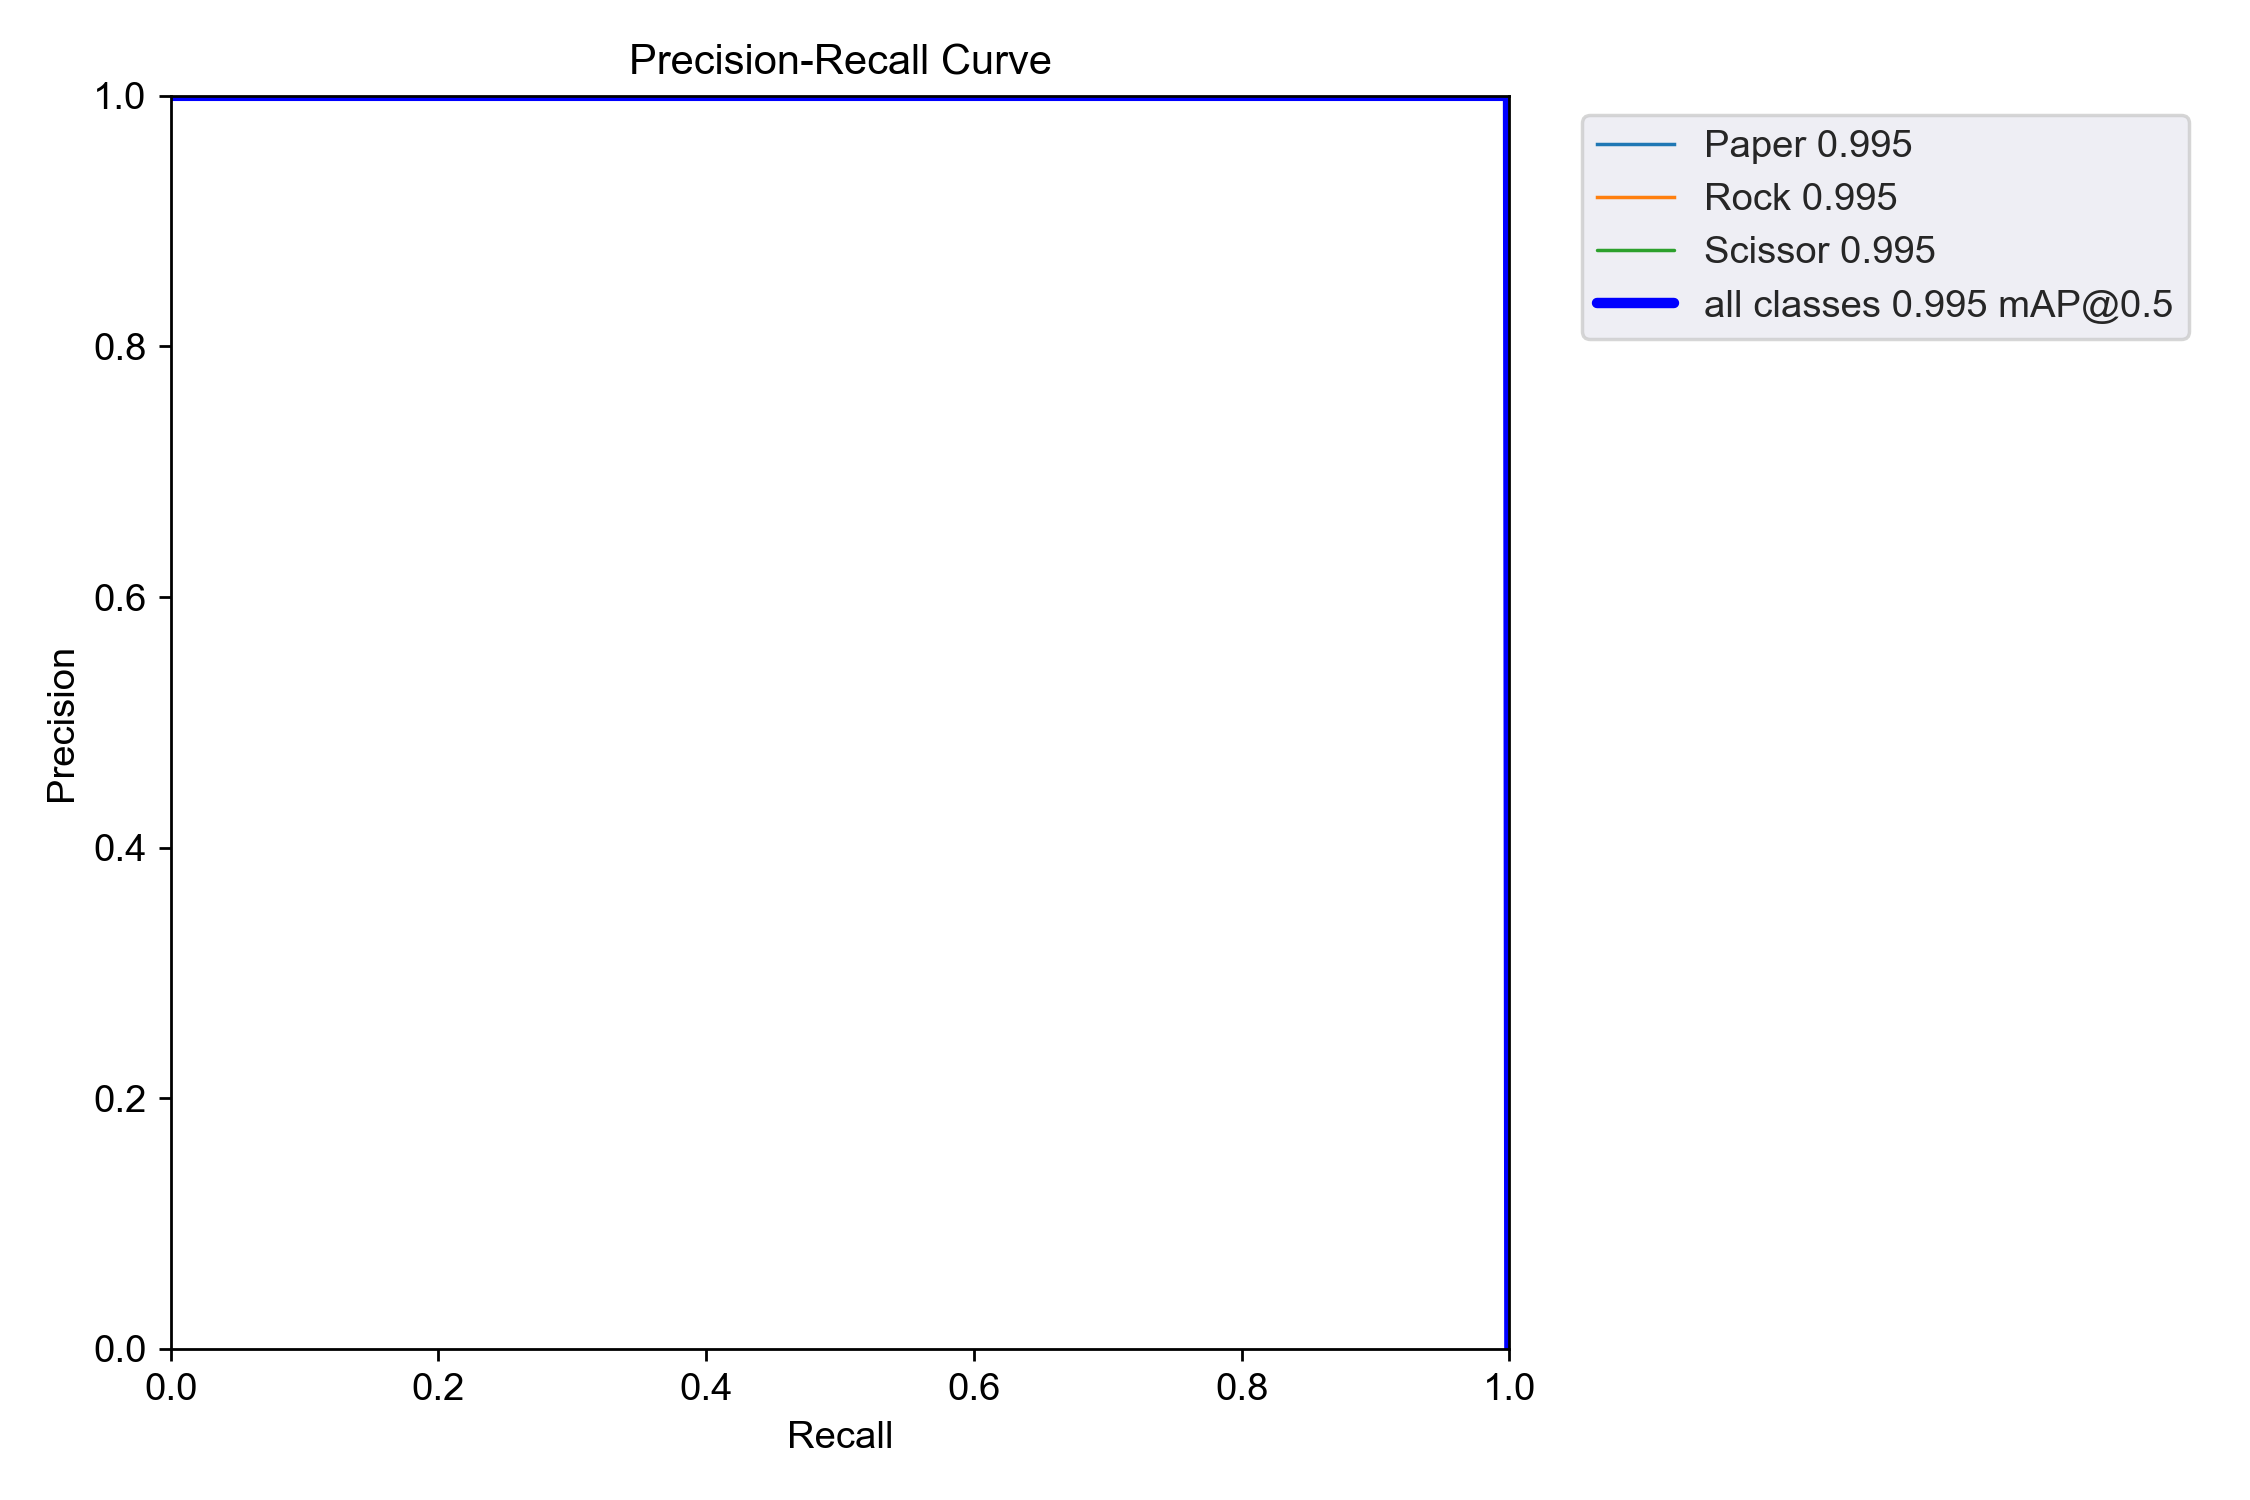 Precision-Recall Curve
1.0
0.8
0.6
0.4
0.2
0.0
Precision
0.0 0.2 0.4 0.6 0.8 1.0
Recall
Paper 0.995
Rock 0.995
Scissor 0.995
all classes 0.995 mAP@0.5